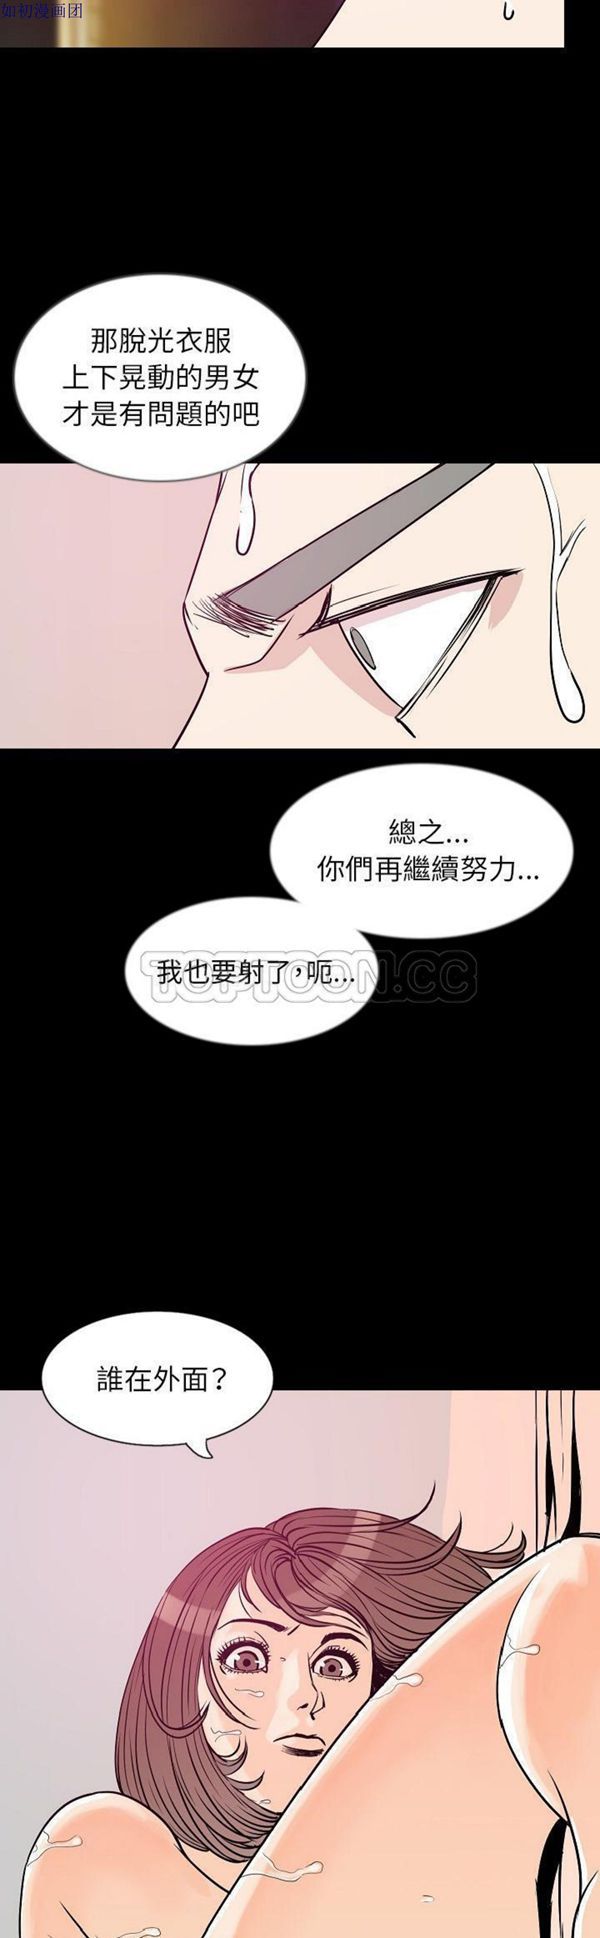 如初漫画团
那脫光衣服
上下晃動的男女
才是有問題的吧
總之...
你們再繼續努力...
我也要射了，呃...
TOPTOON.CC
誰在外面？